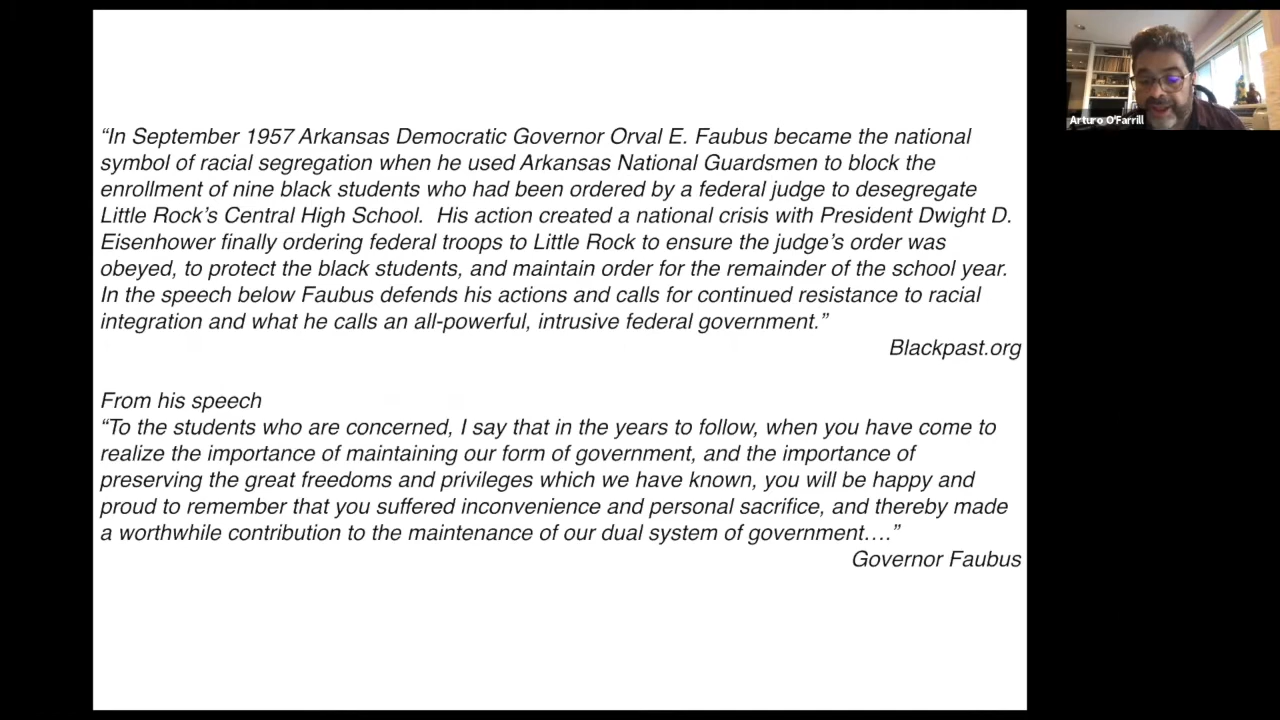 “In September 1957 Arkansas Democratic Governor Orval E. Faubus became the national
symbol of racial segregation when he used Arkansas National Guardsmen to block the
enrollment of nine black students who had been ordered by a federal judge to desegregate
Little Rock’s Central High School.  His action created a national crisis with President Dwight D.
Eisenhower finally ordering federal troops to Little Rock to ensure the judge’s order was
obeyed, to protect the black students, and maintain order for the remainder of the school year.
In the speech below Faubus defends his actions and calls for continued resistance to racial
integration and what he calls an all-powerful, intrusive federal government.”
Blackpast.org
From his speech
“To the students who are concerned, I say that in the years to follow, when you have come to
realize the importance of maintaining our form of government, and the importance of
preserving the great freedoms and privileges which we have known, you will be happy and
proud to remember that you suffered inconvenience and personal sacrifice, and thereby made
a worthwhile contribution to the maintenance of our dual system of government….”
Governor Faubus
Arturo O'Farrill